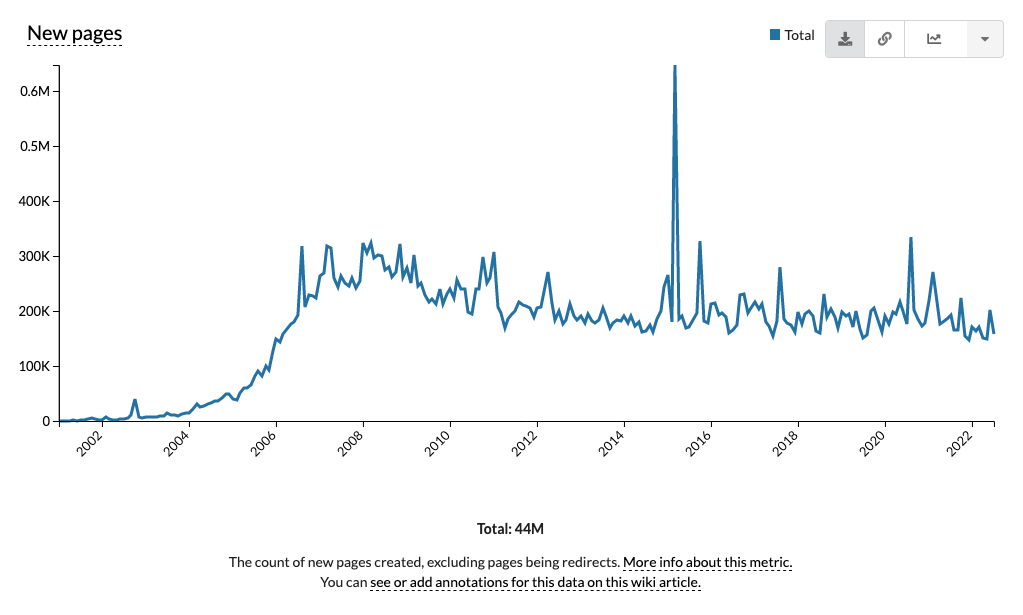 New pages
Total
0.6M
0.5M
400K
300K
200K
100K
0
2002
2004
2006
2008
2010
2012
2014
2016
2018
2020
2022
Total: 44M
The count of new pages created, excluding pages being redirects. More info about this metric.
You can see or add annotations for this data on this wiki article.